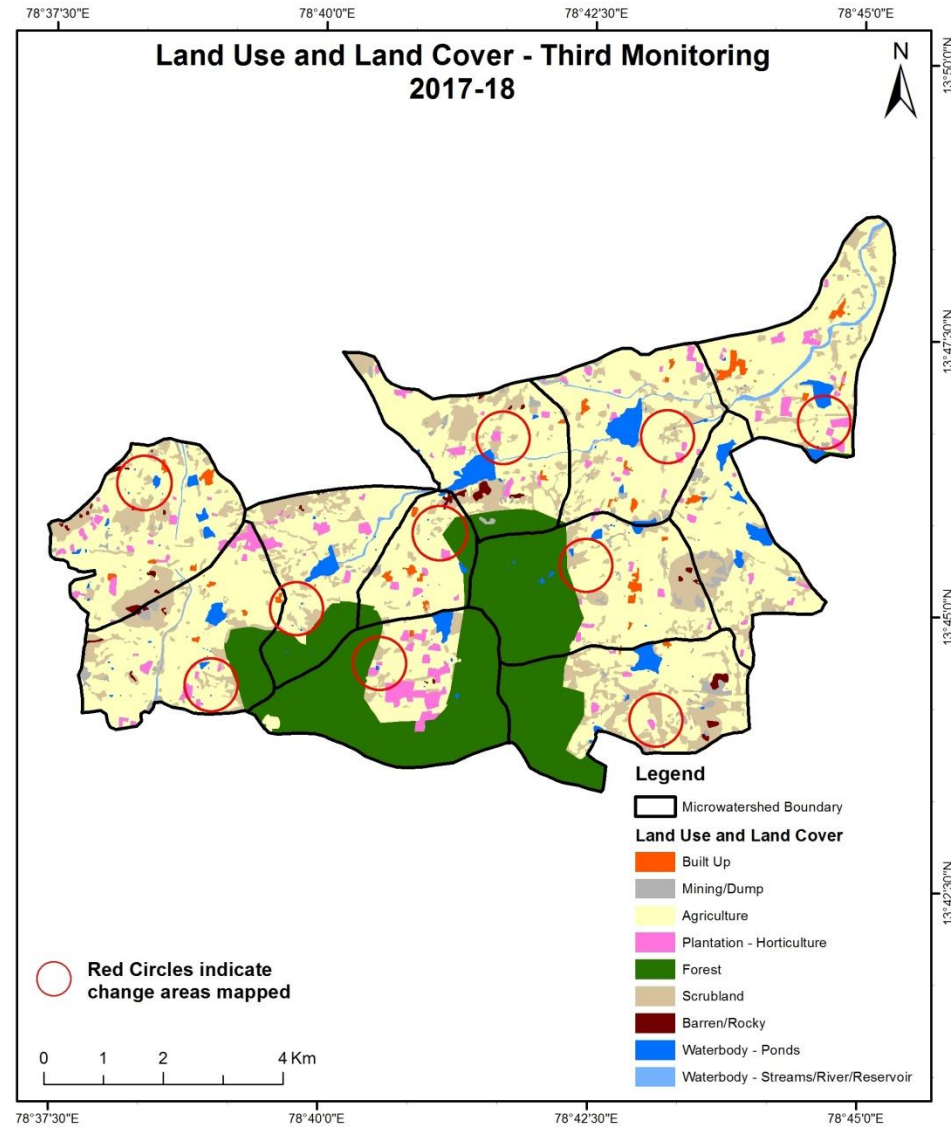 78°37'30"E 78°40'0"E 78°42'30"E 78°45'0"E
Land Use and Land Cover - Third Monitoring
2017-18
N
13°50'0"N
13°47'30"N
13°45'0"N
13°42'30"N
Legend
Microwatershed Boundary
Land Use and Land Cover
Built Up
Mining/Dump
Agriculture
Plantation - Horticulture
Forest
Scrubland
Barren/Rocky
Waterbody - Ponds
Waterbody - Streams/River/Reservoir
Red Circles indicate
change areas mapped
0 1 2 4 Km
78°37'30"E 78°40'0"E 78°42'30"E 78°45'0"E